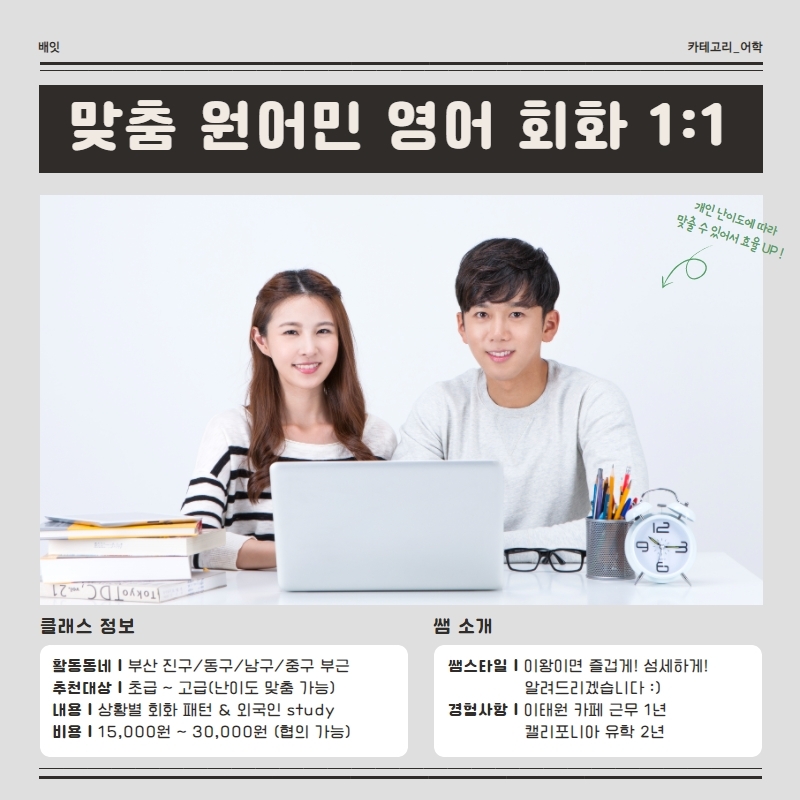 배잇
카테고리_어학
맞춤 원어민 영어 회화 1:1
개인 난이도에 따라
맞출 수 있어서 효율 UP!
TokyoTDC, vol. 21
12
9 3
6
클래스 정보
활동동네 | 부산 진구/동구/남구/중구 부근
추천대상 | 초급 ~ 고급(난이도 맞춤 가능)
내용 | 상황별 회화 패턴 & 외국인 study
비용 | 15,000원 ~ 30,000원 (협의 가능)
쌤 소개
쌤스타일 | 이왕이면 즐겁게! 섬세하게!
알려드리겠습니다 :)
경험사항 | 이태원 카페 근무 1년
캘리포니아 유학 2년